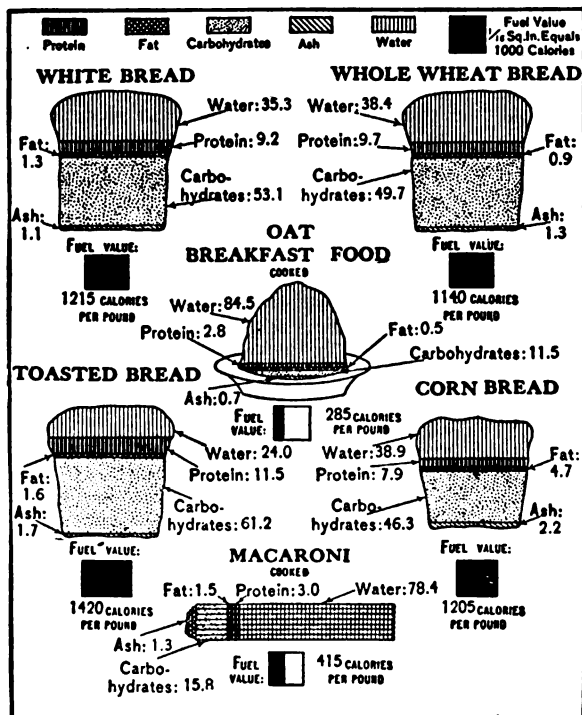 Protein Fat Carbohydrates Ash Water
Fuel Value
1/16 Sq.In.Equals
1000 Calories
WHITE BREAD
Water: 35.3
Fat: 1.3
Protein: 9.2
Carbo-
hydrates: 53.1
Ash: 1.1
FUEL VALUE:
1215 CALORIES
PER POUND
WHOLE WHEAT BREAD
Water: 38.4
Protein: 9.7
Fat: 0.9
Carbo-
hydrates: 49.7
Ash: 1.3
FUEL VALUE:
1140 CALORIES
PER POUND
OAT
BREAKFAST FOOD
COOKED
Water: 84.5
Protein: 2.8
Fat: 0.5
Carbohydrates: 11.5
Ash: 0.7
FUEL
VALUE:
285 CALORIES
PER POUND
TOASTED BREAD
Water: 24.0
Protein: 11.5
Fat: 1.6
Ash: 1.7
Carbo-
hydrates: 61.2
FUEL VALUE:
1420 CALORIES
PER POUND
CORN BREAD
Water: 38.9
Protein: 7.9
Fat: 4.7
Carbo-
hydrates: 46.3
Ash: 2.2
FUEL VALUE:
1205 CALORIES
PER POUND
MACARONI
COOKED
Fat: 1.5 Protein: 3.0 Water: 78.4
Ash: 1.3
Carbo-
hydrates: 15.8
FUEL
VALUE:
415 CALORIES
PER POUND